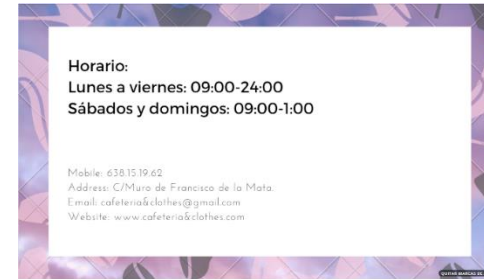 Horario:
Lunes a viernes: 09:00-24:00
Sábados y domingos: 09:00-1:00
Mobile: 638.15.19.62
Address: C/Muro de Francisco de la Mata.
Email: cafeteria&clothes@gmail.com
Website: www.cafeteria&clothes.com